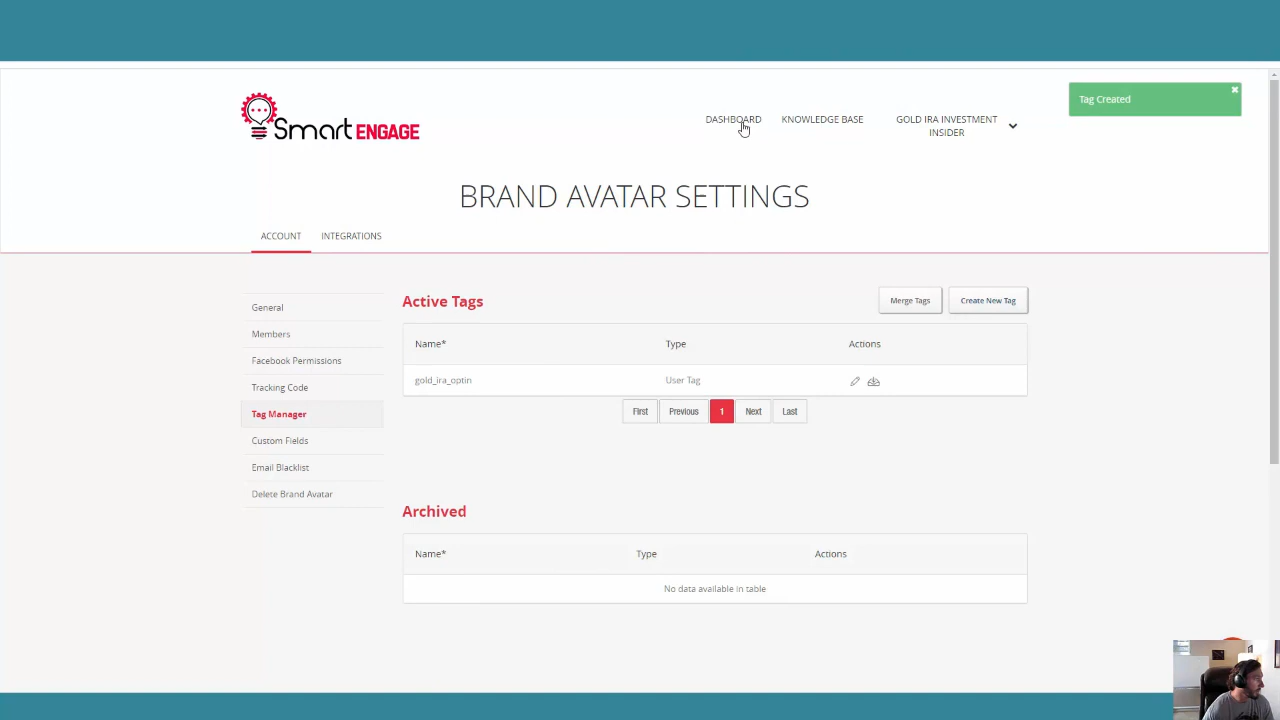 Smart ENGAGE
DASHBOARD
KNOWLEDGE BASE
GOLD IRA INVESTMENT
INSIDER
Tag Created
BRAND AVATAR SETTINGS
ACCOUNT
INTEGRATIONS
General
Members
Facebook Permissions
Tracking Code
Tag Manager
Custom Fields
Email Blacklist
Delete Brand Avatar
Active Tags
Merge Tags
Create New Tag
Name* Type Actions
gold_ira_optin User Tag
First Previous 1 Next Last
Archived
Name* Type Actions
No data available in table